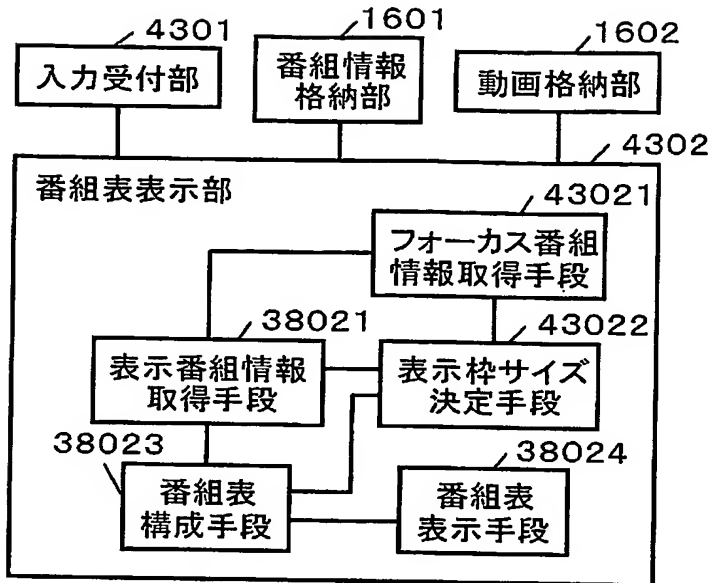 4301
1601
1602
入力受付部
番組情報
格納部
動画格納部
4302
番組表表示部
43021
フォーカス番組
情報取得手段
38021
43022
表示番組情報
取得手段
表示枠サイズ
決定手段
38023
38024
番組表
構成手段
番組表
表示手段